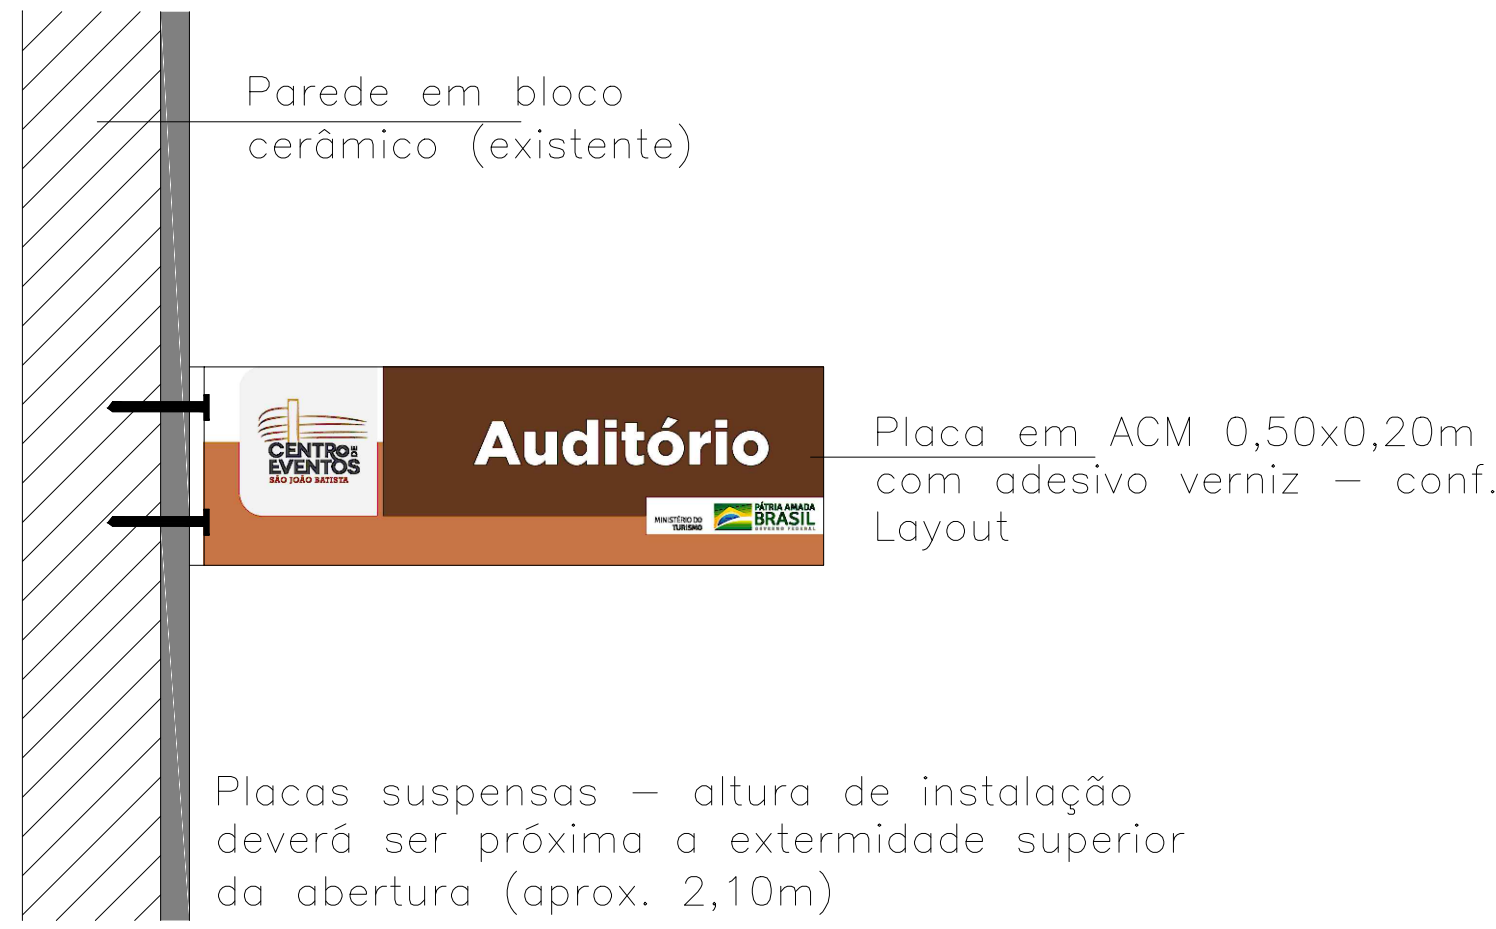 Parede em bloco
cerâmico (existente)
CENTRO DE
EVENTOS
SÃO JOÃO BATISTA
Auditório
MINISTÉRIO DO
TURISMO
PÁTRIA AMADA
BRASIL
GOVERNO FEDERAL
Placa em ACM 0,50x0,20m
com adesivo verniz – conf.
Layout
Placas suspensas – altura de instalação
deverá ser próxima a extermidade superior
da abertura (aprox. 2,10m)